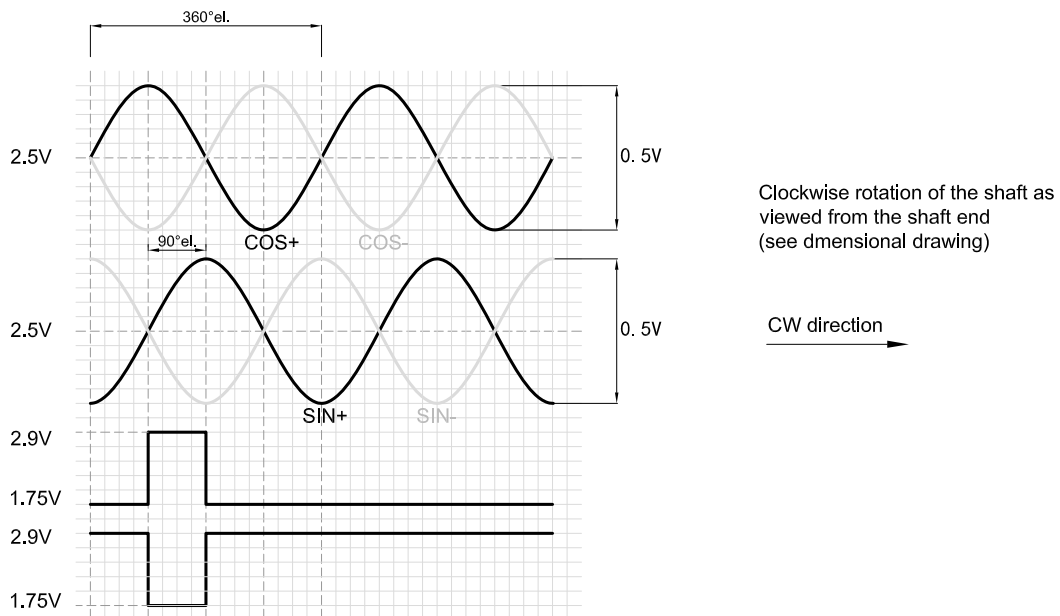 360°el.
2.5V
0.5V
Clockwise rotation of the shaft as
viewed from the shaft end
(see dmensional drawing)
90°el.
COS+
COS-
2.5V
0.5V
CW direction
SIN+
SIN-
2.9V
1.75V
2.9V
1.75V